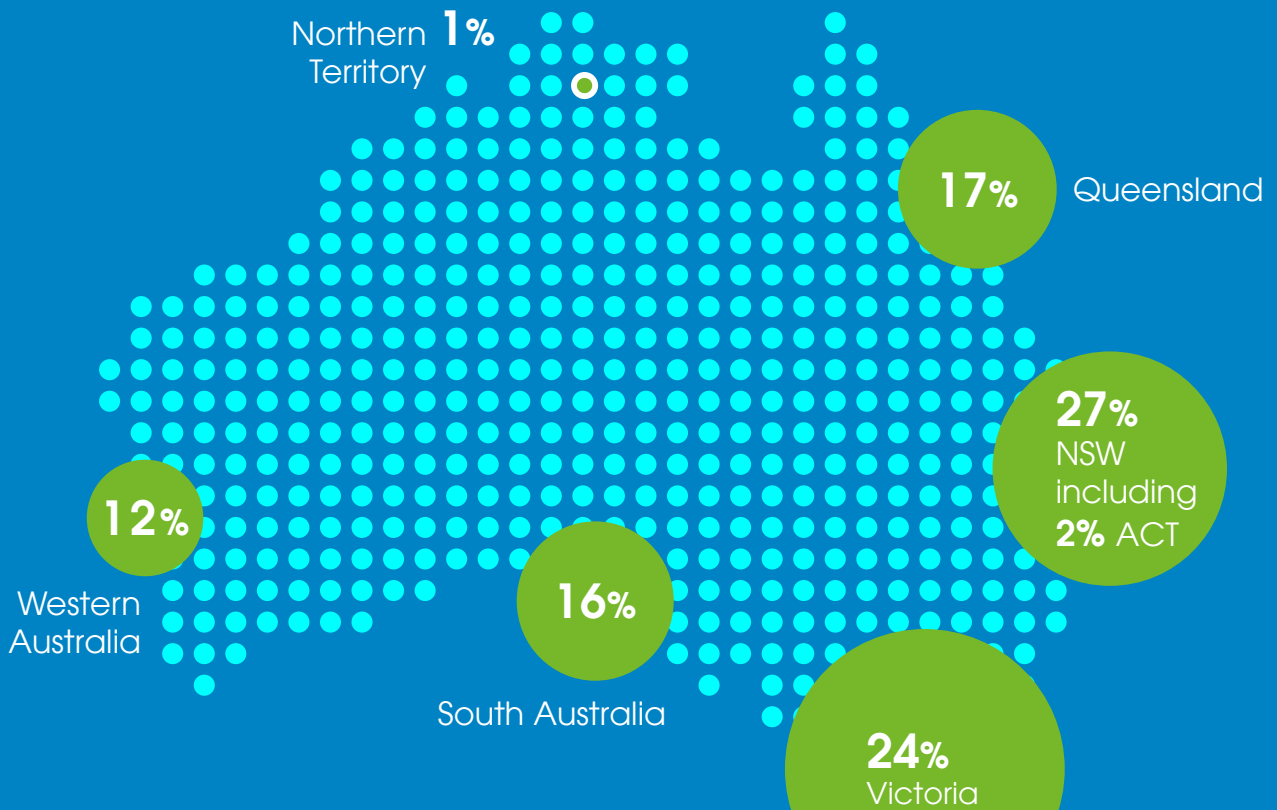 Northern 1%
Territory
17%
Queensland
27%
NSW
including
2% ACT
12%
Western
Australia
16%
South Australia
24%
Victoria